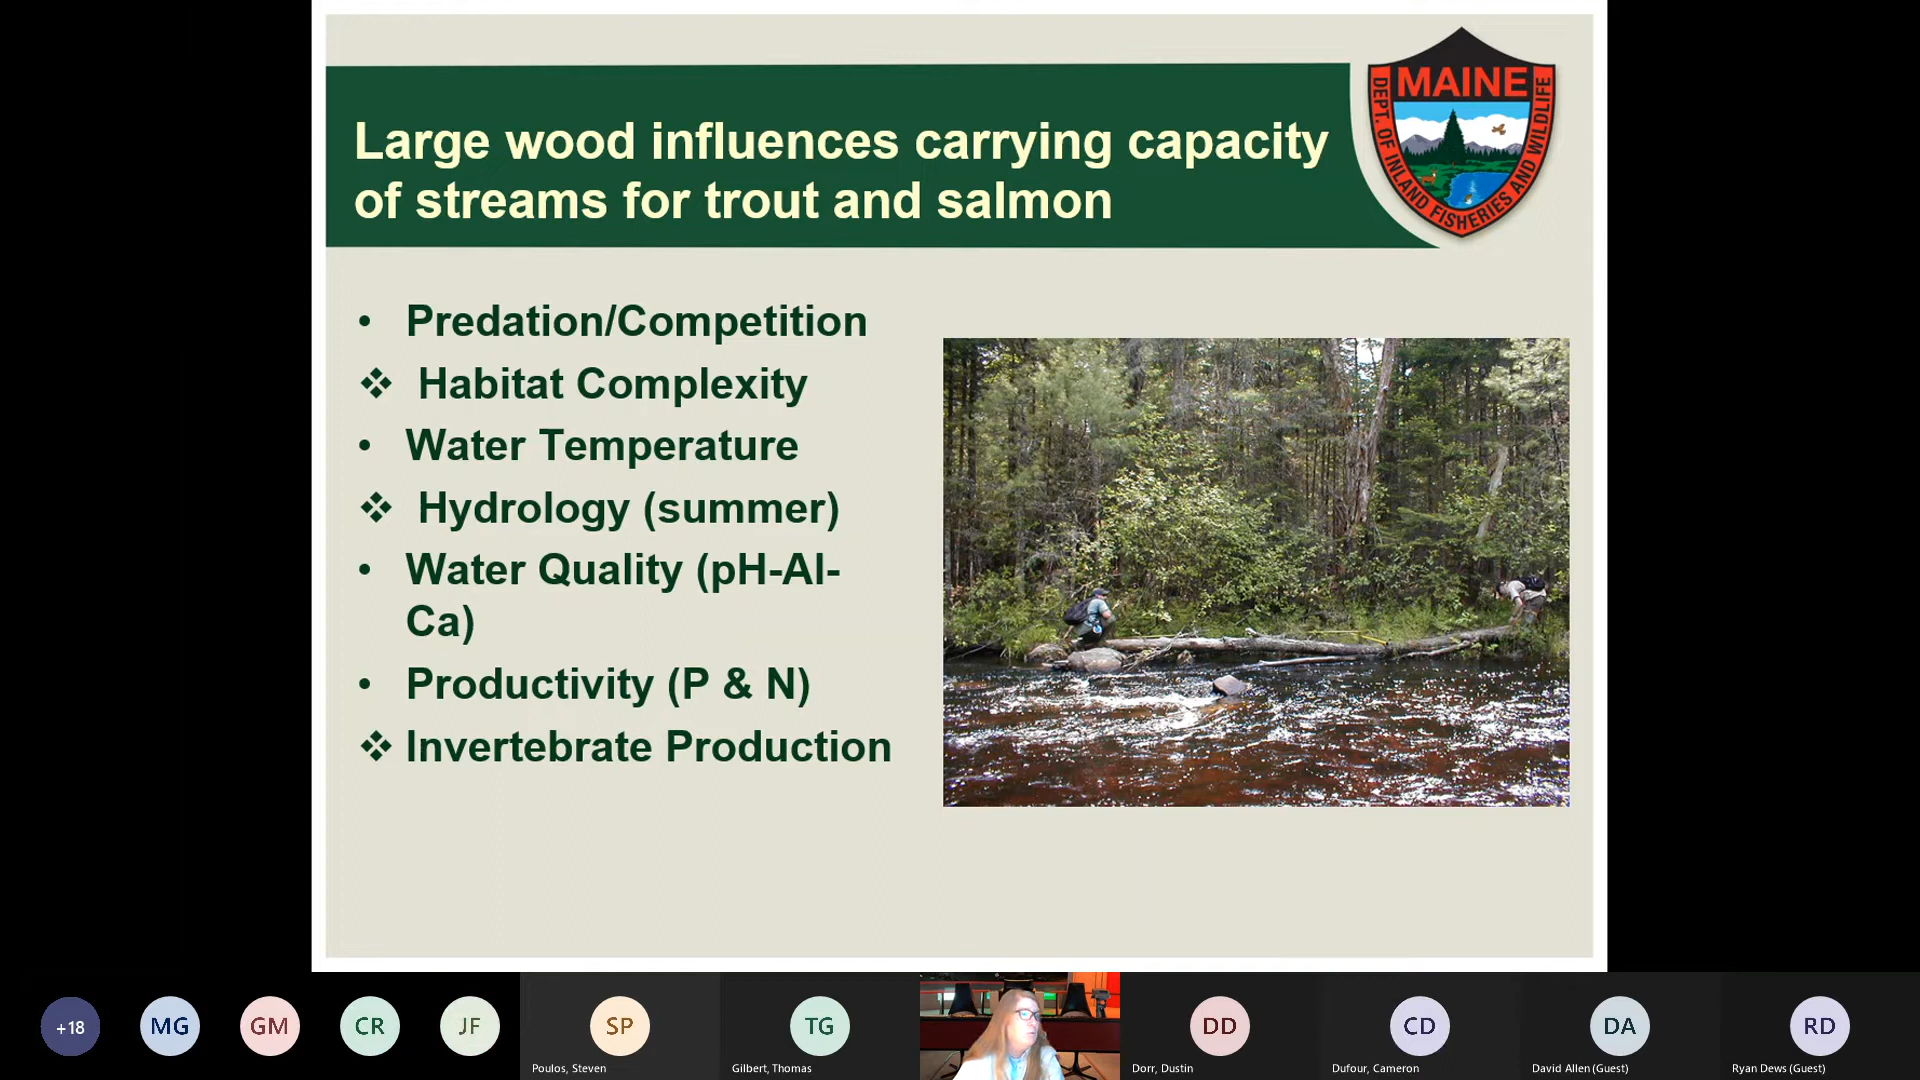 Large wood influences carrying capacity
of streams for trout and salmon
MAINE
DEPT. OF INLAND FISHERIES AND WILDLIFE
• Predation/Competition
❖ Habitat Complexity
• Water Temperature
❖ Hydrology (summer)
• Water Quality (pH-Al-
Ca)
• Productivity (P & N)
❖ Invertebrate Production
+18
MG
GM
CR
JF
SP
Poulos, Steven
TG
Gilbert, Thomas
DD
Dorr, Dustin
CD
Dufour, Cameron
DA
David Allen (Guest)
RD
Ryan Dews (Guest)